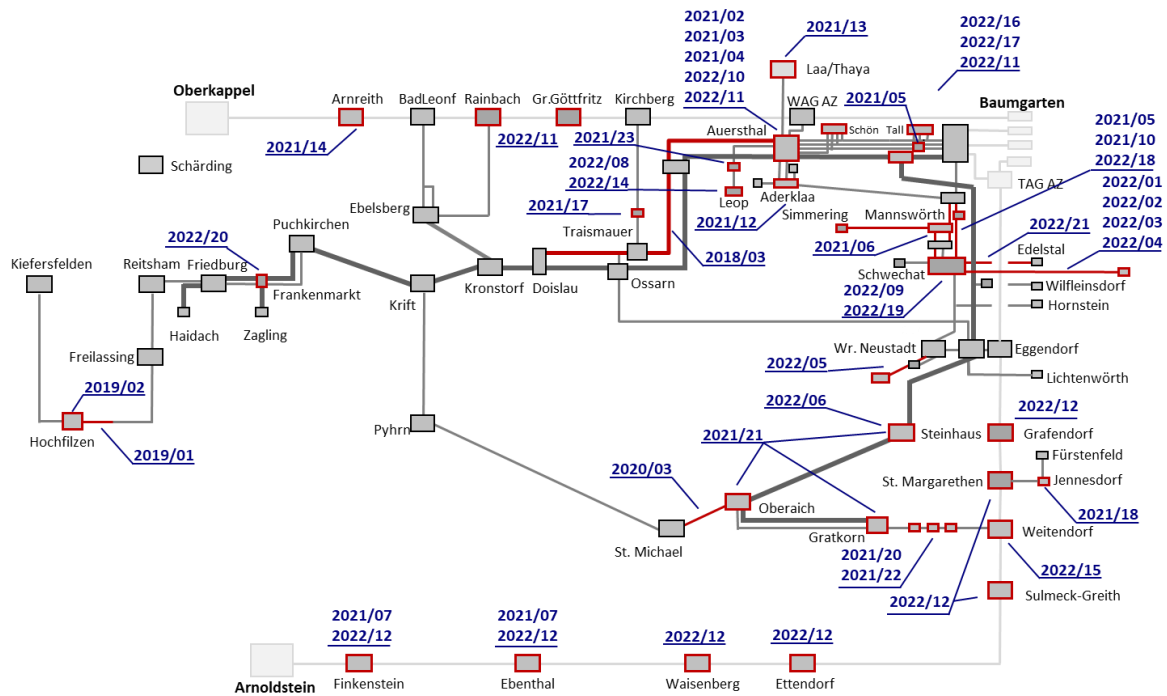 2021/02
2021/03
2021/04
2022/10
2022/11
2021/13
2022/16
2022/17
2022/11
Oberkappel
Arnreith
BadLeonf
Rainbach
Gr.Göttfritz
Kirchberg
Laa/Thaya
WAG AZ
2021/05
Baumgarten
Auersthal
Schön
Tall
2021/05
2021/10
2022/18
2022/01
2022/02
2022/03
2022/04
2021/14
2022/11
2021/23
2022/08
2022/14
Schärding
Leop
Aderklaa
TAG AZ
2021/12
Simmering
Mannswörth
Ebelsberg
2021/17
Traismauer
2021/06
2022/21
Edelstal
Puchkirchen
2022/20
2018/03
Kiefersfelden
Reitsham
Friedburg
Frankenmarkt
Krift
Kronstorf
Doislau
Ossarn
Schwechat
2022/09
2022/19
Wilfleinsdorf
Hornstein
Haidach
Zagling
Freilassing
Wr. Neustadt
Eggendorf
2022/05
Lichtenwörth
2019/02
Hochfilzen
2019/01
Pyhrn
2022/06
Steinhaus
2022/12
Grafendorf
2021/21
2020/03
Fürstenfeld
St. Margarethen
Jennesdorf
2021/18
Oberaich
St. Michael
Gratkorn
Weitendorf
2021/20
2021/22
2022/15
2022/12
Sulmeck-Greith
2021/07
2022/12
2021/07
2022/12
2022/12
2022/12
Arnoldstein
Finkenstein
Ebenthal
Waisenberg
Ettendorf